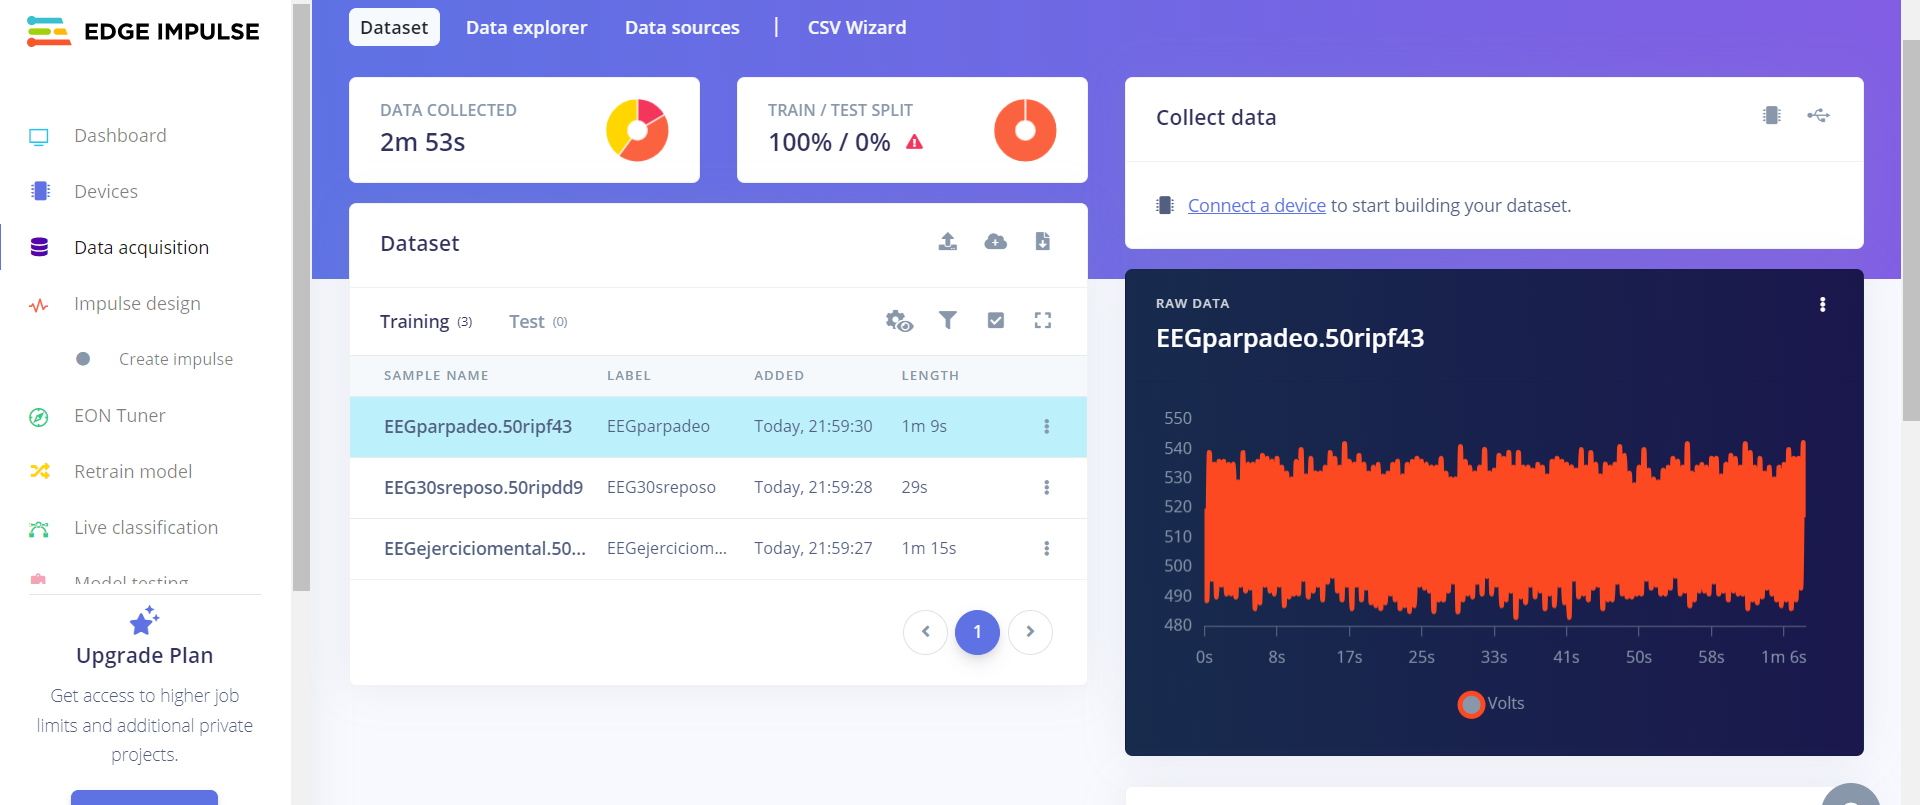 EDGE IMPULSE
Dashboard
Devices
Data acquisition
Impulse design
Create impulse
EON Tuner
Retrain model
Live classification
Model testing
Upgrade Plan
Get access to higher job
limits and additional private
projects.
Dataset Data explorer Data sources | CSV Wizard
DATA COLLECTED
2m 53s
TRAIN / TEST SPLIT
100% / 0%
Dataset
Training (3) Test (0)
SAMPLE NAME LABEL ADDED LENGTH
EEGparpadeo.50ripf43 EEGparpadeo Today, 21:59:30 1m 9s
EEG30sreposo.50ripdd9 EEG30sreposo Today, 21:59:28 29s
EEGejerciciomental.50... EEGejerciciom... Today, 21:59:27 1m 15s
1
Collect data
Connect a device to start building your dataset.
RAW DATA
EEGparpadeo.50ripf43
550
540
530
520
510
500
490
480
0s 8s 17s 25s 33s 41s 50s 58s 1m 6s
Volts